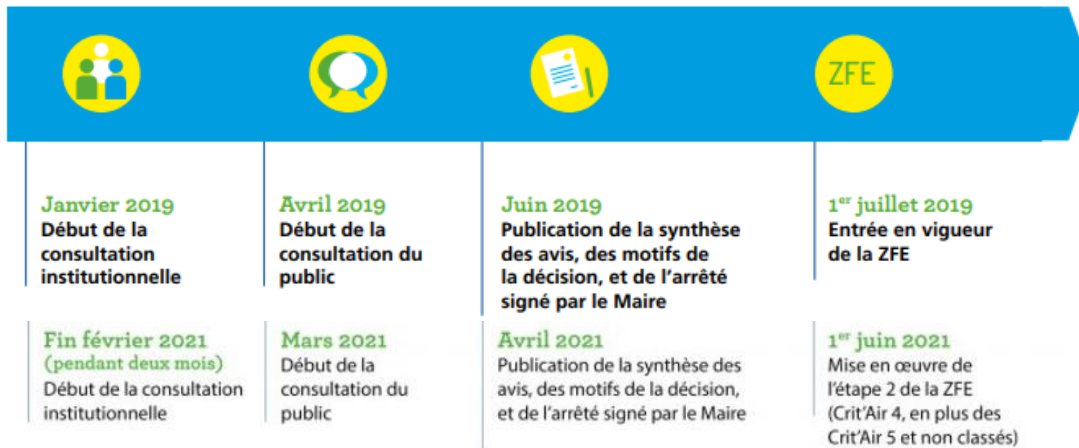 ZFE
Janvier 2019
Début de la
consultation
institutionnelle
Avril 2019
Début de la
consultation du
public
Juin 2019
Publication de la synthèse
des avis, des motifs de
la décision, et de l’arrêté
signé par le Maire
1er juillet 2019
Entrée en vigueur
de la ZFE
Fin février 2021
(pendant deux mois)
Début de la consultation
institutionnelle
Mars 2021
Début de la
consultation du
public
Avril 2021
Publication de la synthèse des
avis, des motifs de la décision,
et de l’arrêté signé par le Maire
1er juin 2021
Mise en œuvre de
l’étape 2 de la ZFE
(Crit’Air 4, en plus des
Crit’Air 5 et non classés)